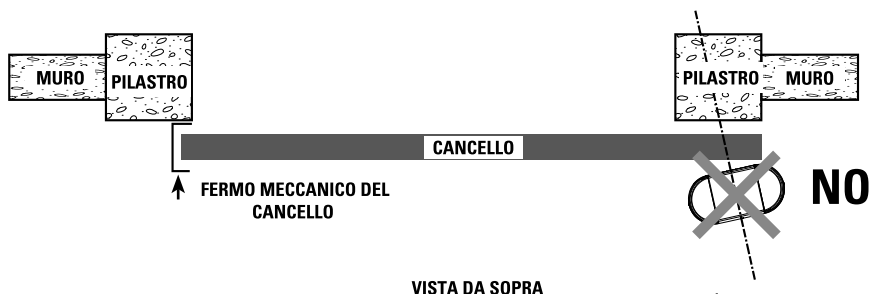 MURO
PILASTRO
PILASTRO
MURO
CANCELLO
FERMO MECCANICO DEL
CANCELLO
NO
VISTA DA SOPRA